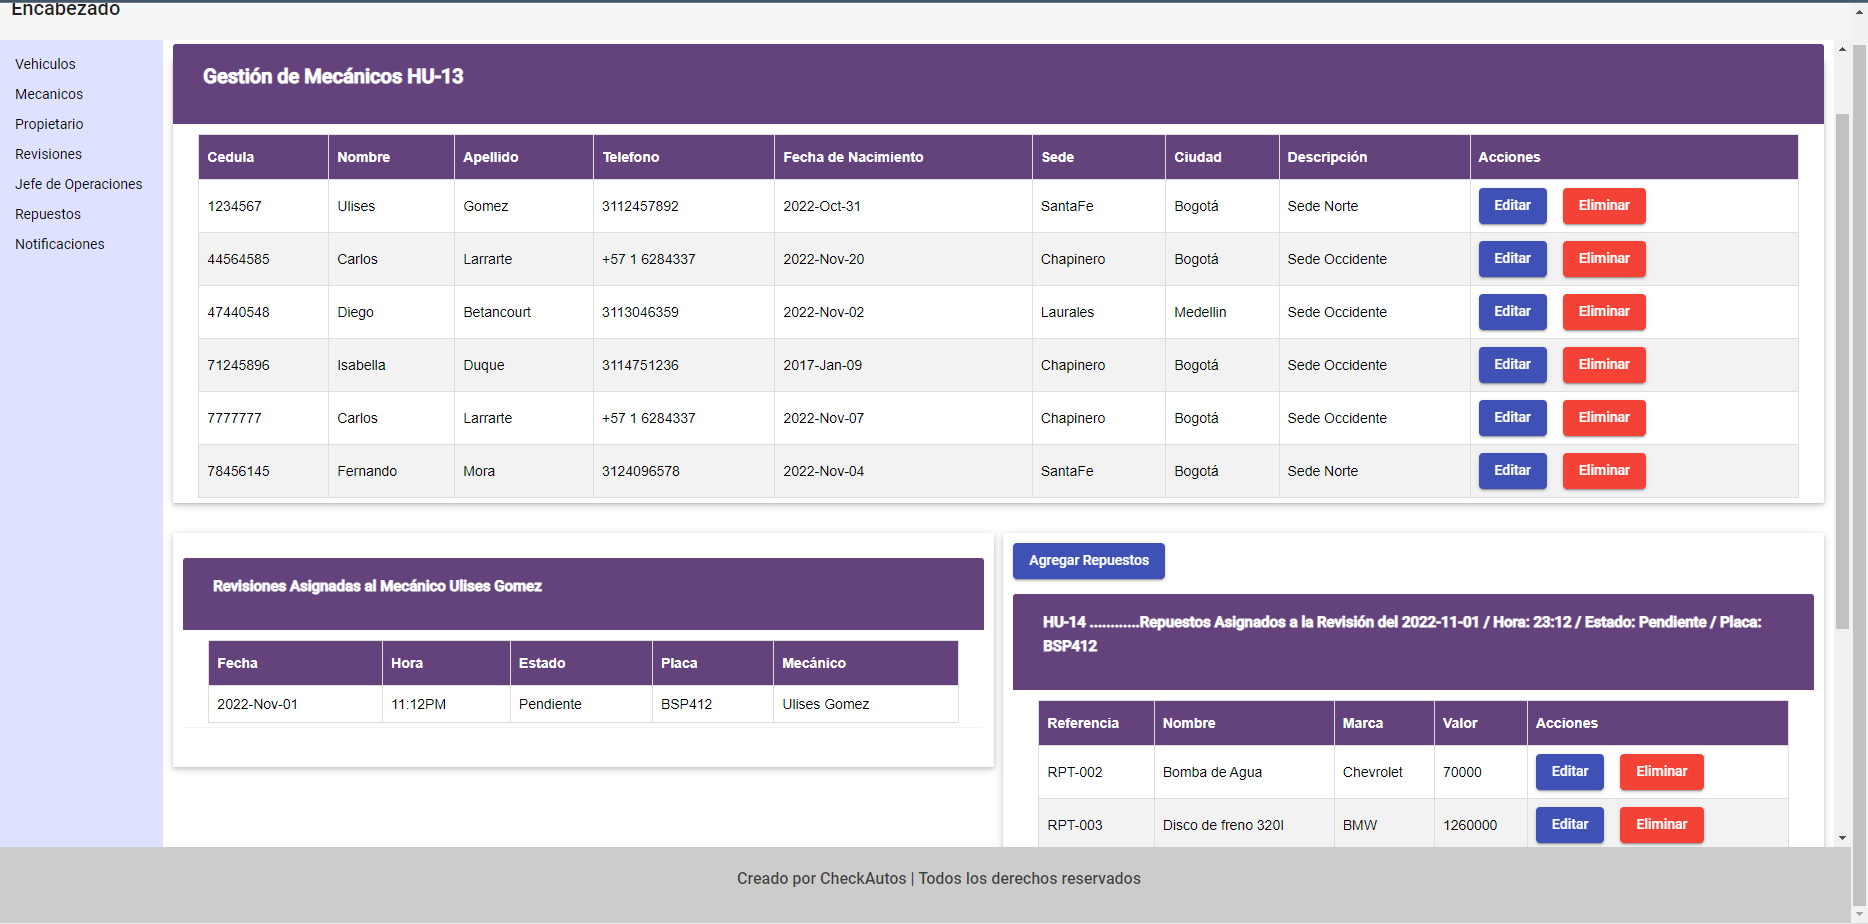 Encabezado
Vehiculos
Mecanicos
Propietario
Revisiones
Jefe de Operaciones
Repuestos
Notificaciones
Gestión de Mecánicos HU-13
Cedula Nombre Apellido Telefono Fecha de Nacimiento Sede Ciudad Descripción Acciones
1234567 Ulises Gomez 3112457892 2022-Oct-31 SantaFe Bogotá Sede Norte Editar Eliminar
44564585 Carlos Larrarte +57 1 6284337 2022-Nov-20 Chapinero Bogotá Sede Occidente Editar Eliminar
47440548 Diego Betancourt 3113046359 2022-Nov-02 Laurales Medellin Sede Occidente Editar Eliminar
71245896 Isabella Duque 3114751236 2017-Jan-09 Chapinero Bogotá Sede Occidente Editar Eliminar
7777777 Carlos Larrarte +57 1 6284337 2022-Nov-07 Chapinero Bogotá Sede Occidente Editar Eliminar
78456145 Fernando Mora 3124096578 2022-Nov-04 SantaFe Bogotá Sede Norte Editar Eliminar
Revisiones Asignadas al Mecánico Ulises Gomez
Fecha Hora Estado Placa Mecánico
2022-Nov-01 11:12PM Pendiente BSP412 Ulises Gomez
Agregar Repuestos
HU-14 ............Repuestos Asignados a la Revisión del 2022-11-01 / Hora: 23:12 / Estado: Pendiente / Placa:
BSP412
Referencia Nombre Marca Valor Acciones
RPT-002 Bomba de Agua Chevrolet 70000 Editar Eliminar
RPT-003 Disco de freno 320I BMW 1260000 Editar Eliminar
Creado por CheckAutos | Todos los derechos reservados